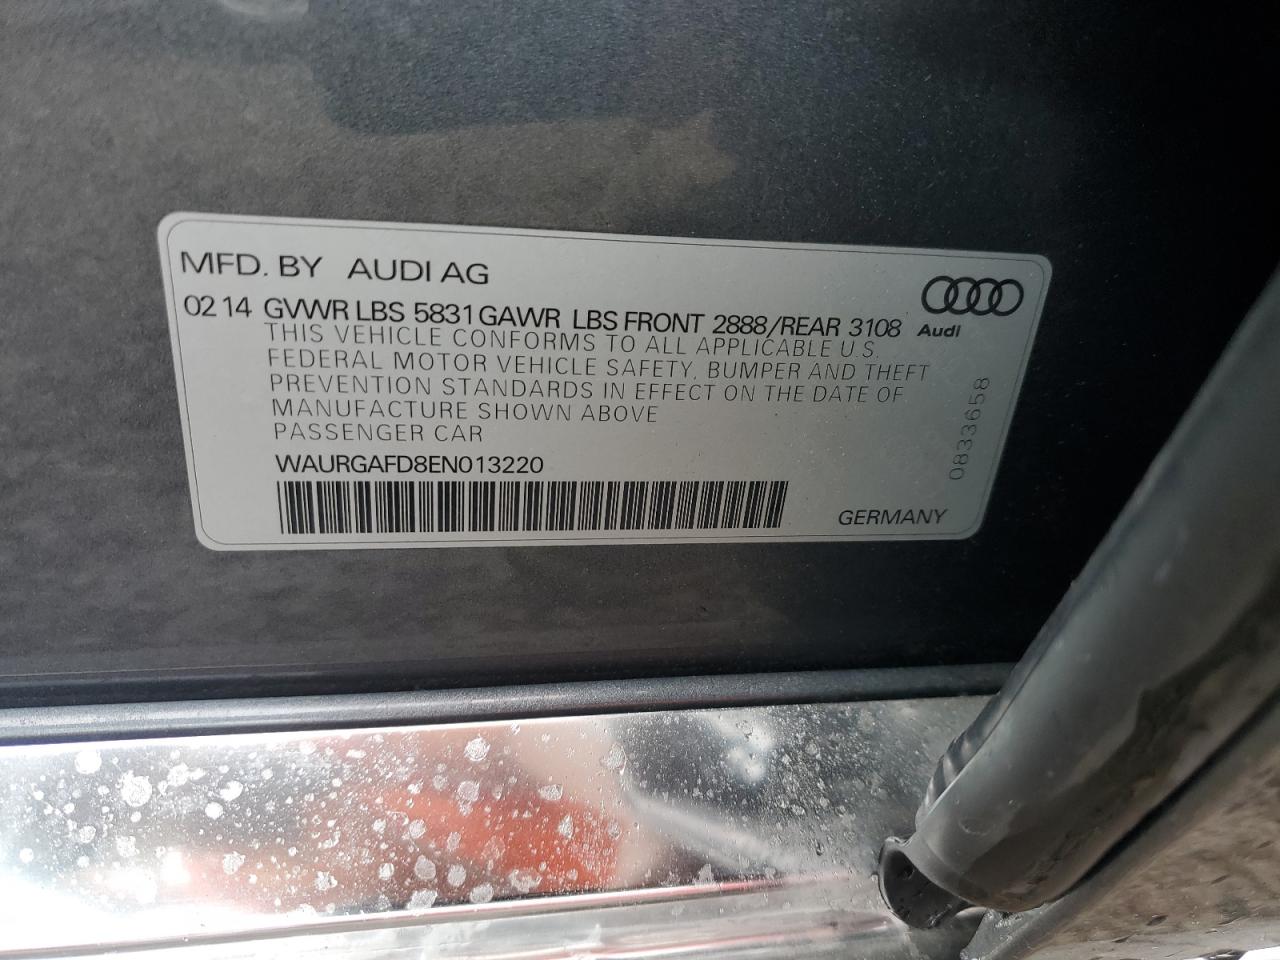 MFD. BY AUDI AG
02 14 GVWR LBS 5831 GAWR LBS FRONT 2888/REAR 3108
Audi
THIS VEHICLE CONFORMS TO ALL APPLICABLE U.S.
FEDERAL MOTOR VEHICLE SAFETY, BUMPER AND THEFT
PREVENTION STANDARDS IN EFFECT ON THE DATE OF
MANUFACTURE SHOWN ABOVE
PASSENGER CAR
WAURGAFD8EN013220
0833658
GERMANY